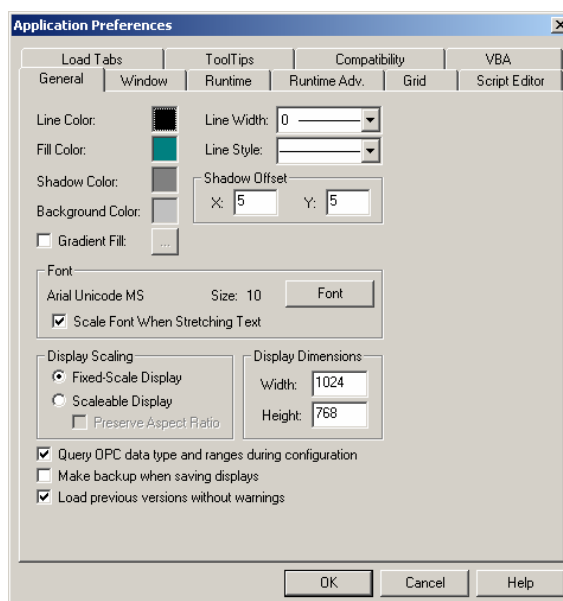 Application Preferences
Load Tabs ToolTips Compatibility VBA
General Window Runtime Runtime Adv. Grid Script Editor
Line Color: Line Width: 0
Fill Color: Line Style:
Shadow Color: Shadow Offset
X: 5 Y: 5
Background Color:
Gradient Fill: ...
Font
Arial Unicode MS Size: 10 Font
Scale Font When Stretching Text
Display Scaling Display Dimensions
Fixed-Scale Display Width: 1024
Scaleable Display
Preserve Aspect Ratio Height: 768
Query OPC data type and ranges during configuration
Make backup when saving displays
Load previous versions without warnings
OK Cancel Help